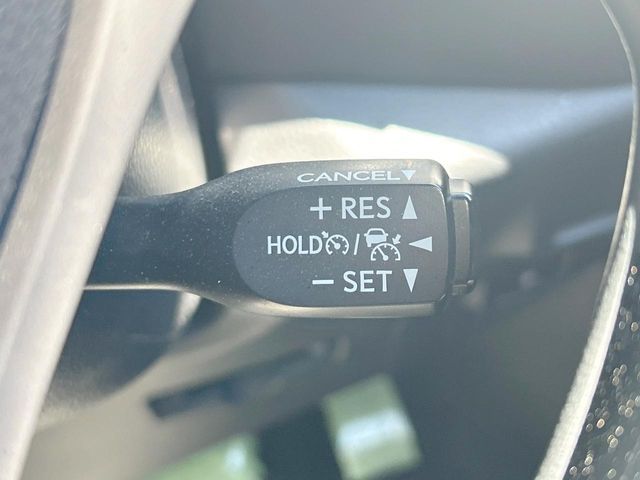 CANCEL▼
+ RES ▲
HOLD / ◀
− SET ▼